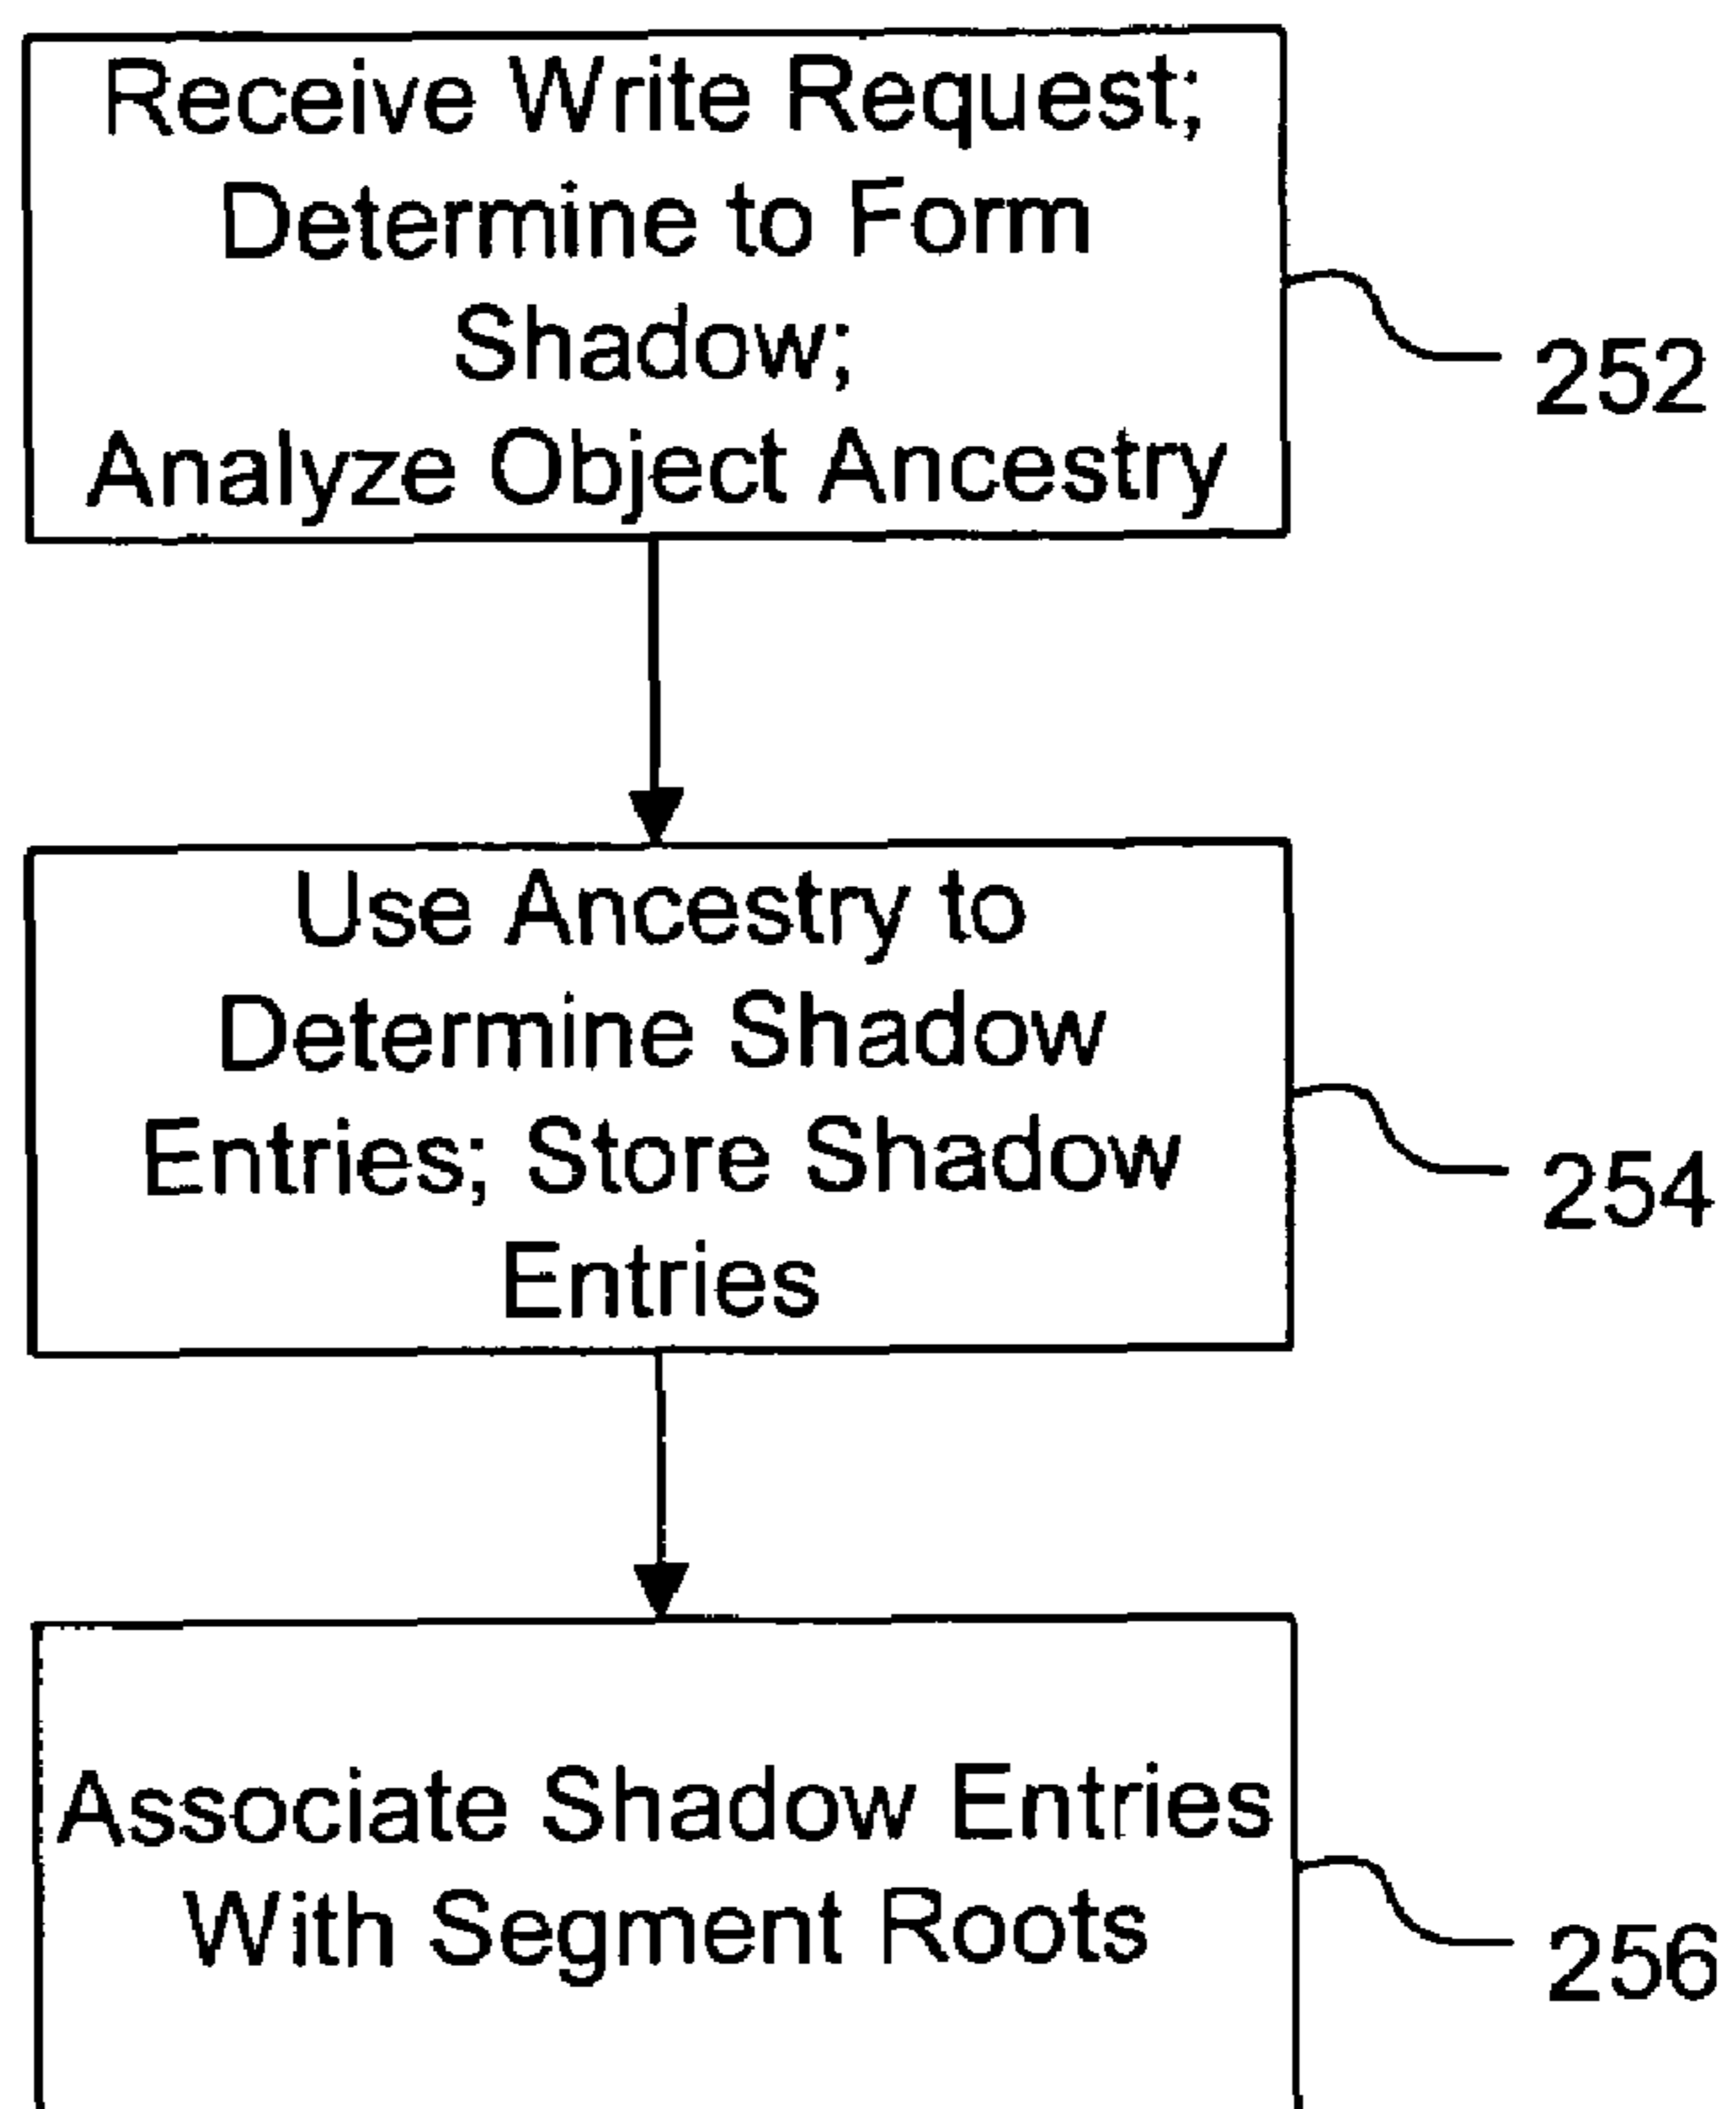 Receive Write Request;
Determine to Form
Shadow;
Analyze Object Ancestry
252
Use Ancestry to
Determine Shadow
Entries; Store Shadow
Entries
254
Associate Shadow Entries
With Segment Roots
256